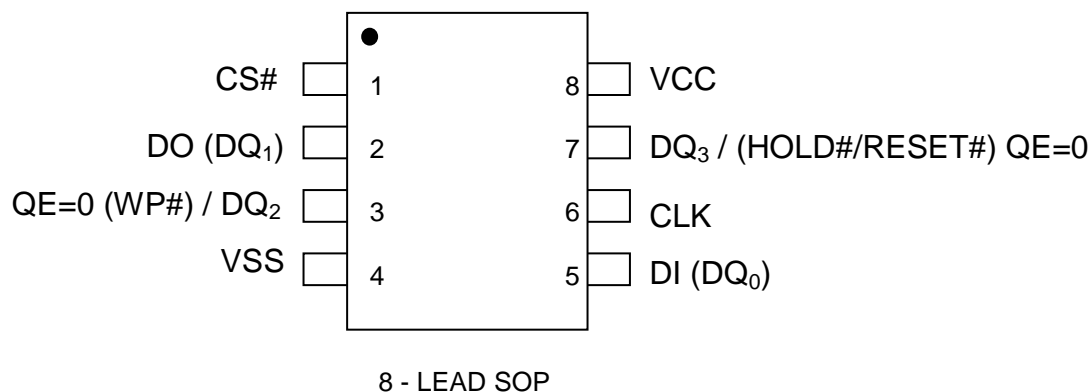 CS# 1 8 VCC
DO (DQ₁) 2 7 DQ₃ / (HOLD#/RESET#) QE=0
QE=0 (WP#) / DQ₂ 3 6 CLK
VSS 4 5 DI (DQ₀)
8 - LEAD SOP